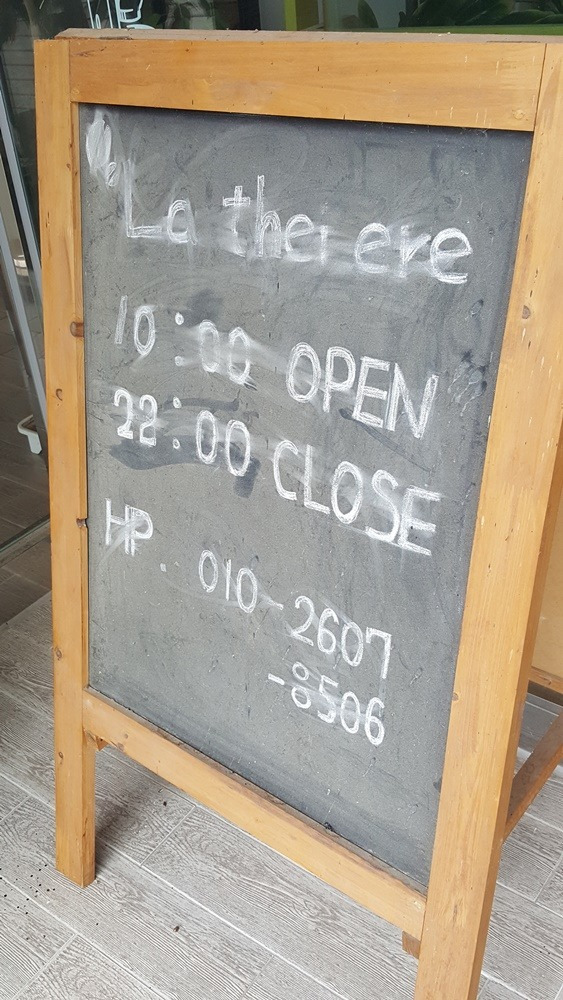 La theiere
10:00 OPEN
22:00 CLOSE
HP. 010-2607
-8506